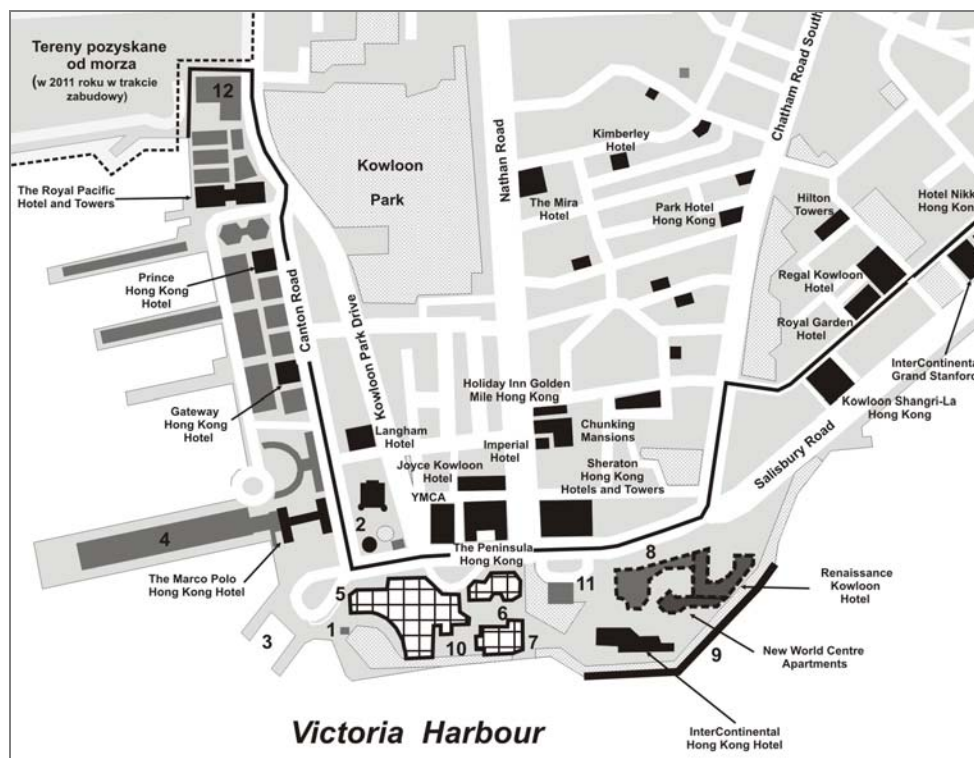 Tereny pozyskane
od morza
(w 2011 roku w trakcie
zabudowy)
12
The Royal Pacific
Hotel and Towers
Kowloon
Park
Nathan Road
Chatham Road South
Kimberley
Hotel
The Mira
Hotel
Park Hotel
Hong Kong
Hilton
Towers
Hotel Nikk
Hong Kon
Regal Kowloon
Hotel
Royal Garden
Hotel
InterContinenta
Grand Stanford
Kowloon Shangri-La
Hong Kong
Salisbury Road
Prince
Hong Kong
Hotel
Canton Road
Kowloon Park Drive
Gateway
Hong Kong
Hotel
Langham
Hotel
Holiday Inn Golden
Mile Hong Kong
Chunking
Mansions
Imperial
Hotel
Joyce Kowloon
Hotel
Sheraton
Hong Kong
Hotels and Towers
YMCA
2
4
The Peninsula
Hong Kong
The Marco Polo
Hong Kong Hotel
8
11
Renaissance
Kowloon
Hotel
5
6
1
3
10
7
9
New World Centre
Apartments
InterContinental
Hong Kong Hotel
Victoria Harbour